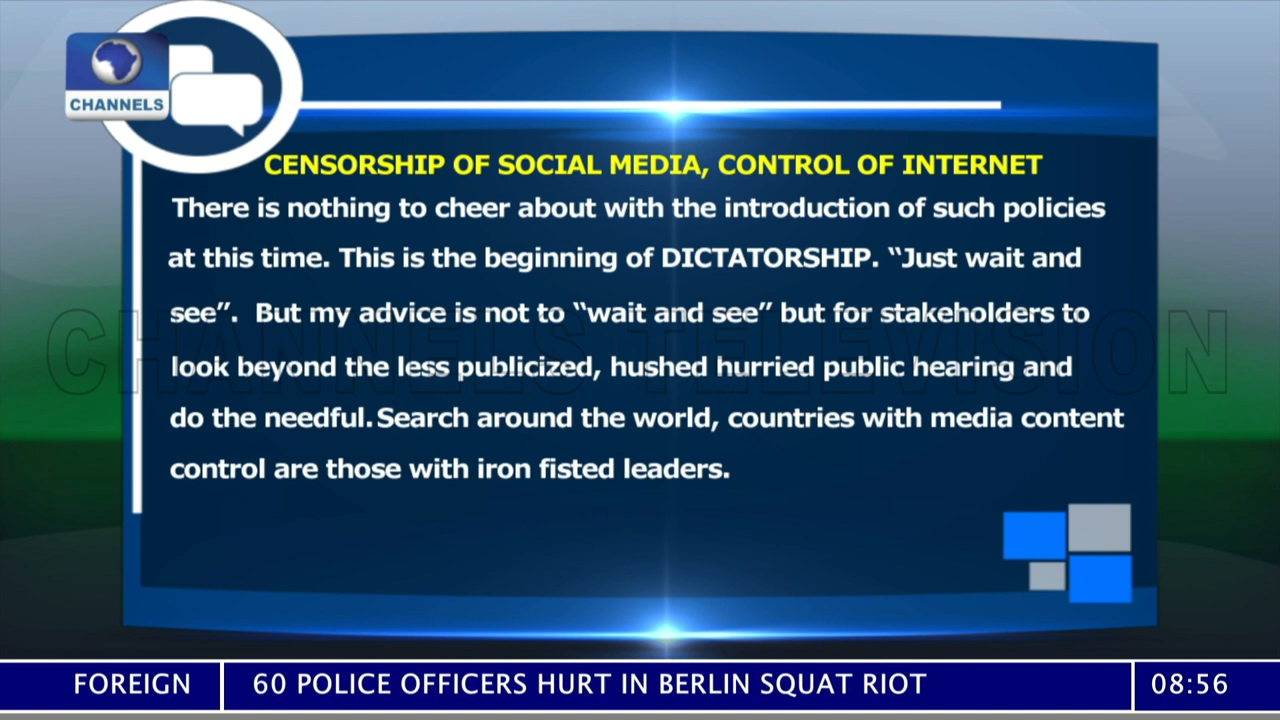 CHANNELS
CENSORSHIP OF SOCIAL MEDIA, CONTROL OF INTERNET
There is nothing to cheer about with the introduction of such policies
at this time. This is the beginning of DICTATORSHIP. “Just wait and
see”. But my advice is not to “wait and see” but for stakeholders to
look beyond the less publicized, hushed hurried public hearing and
do the needful. Search around the world, countries with media content
control are those with iron fisted leaders.
CHANNELS TELEVISION
FOREIGN
60 POLICE OFFICERS HURT IN BERLIN SQUAT RIOT
08:56